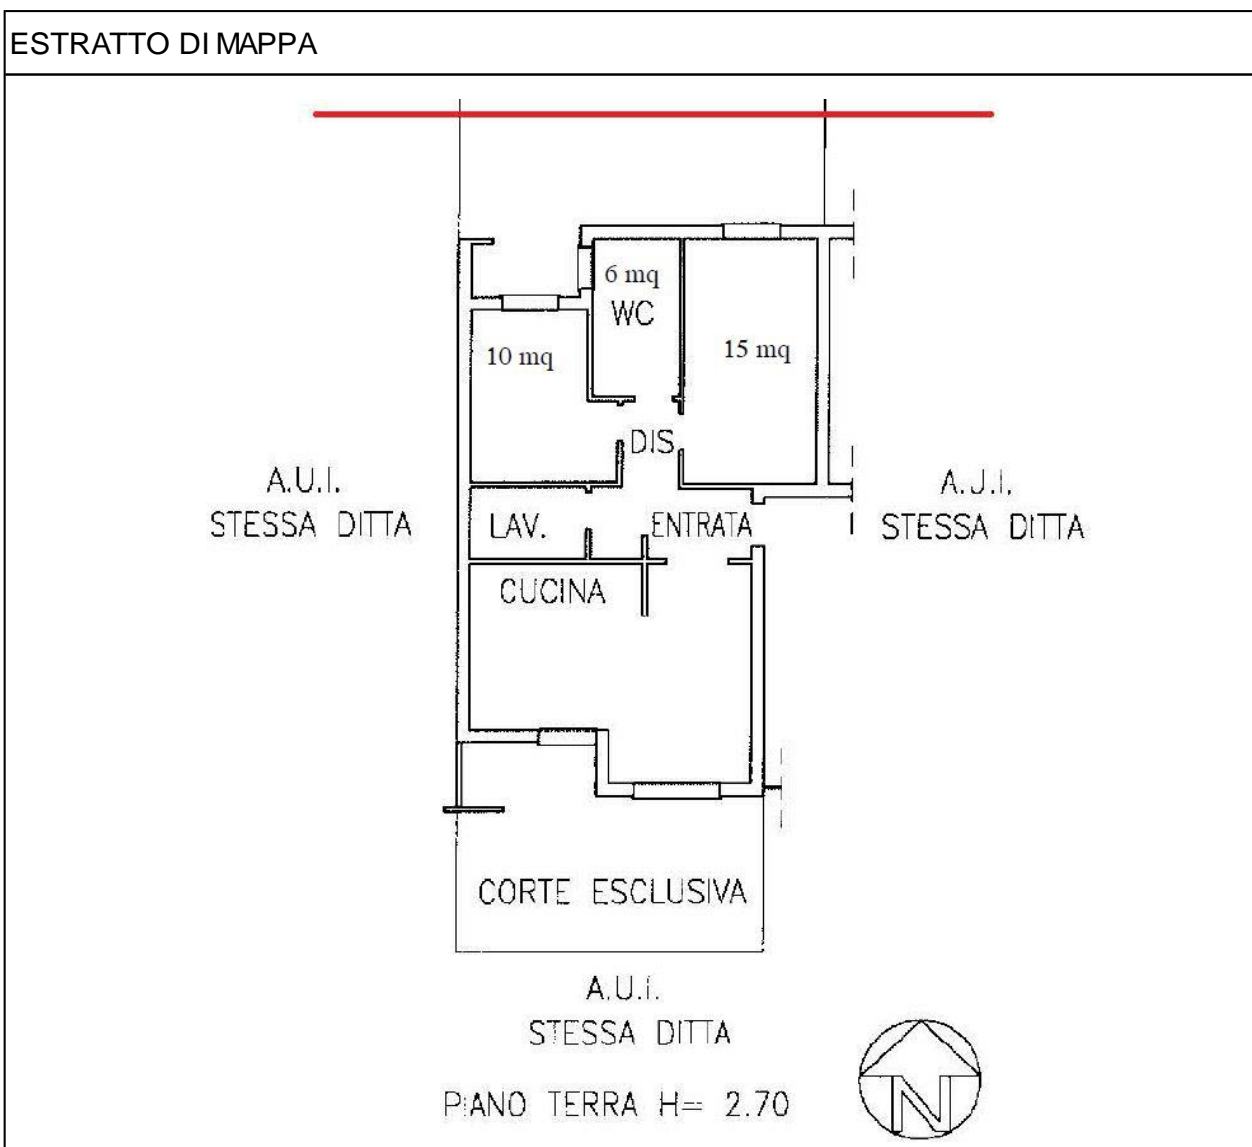 ESTRATTO DI MAPPA
6 mq
WC
10 mq
15 mq
DIS
A.U.I.
STESSA DITTA
A.J.I.
STESSA DITTA
LAV.
ENTRATA
CUCINA
CORTE ESCLUSIVA
A.U.I.
STESSA DITTA
PIANO TERRA H= 2.70
N